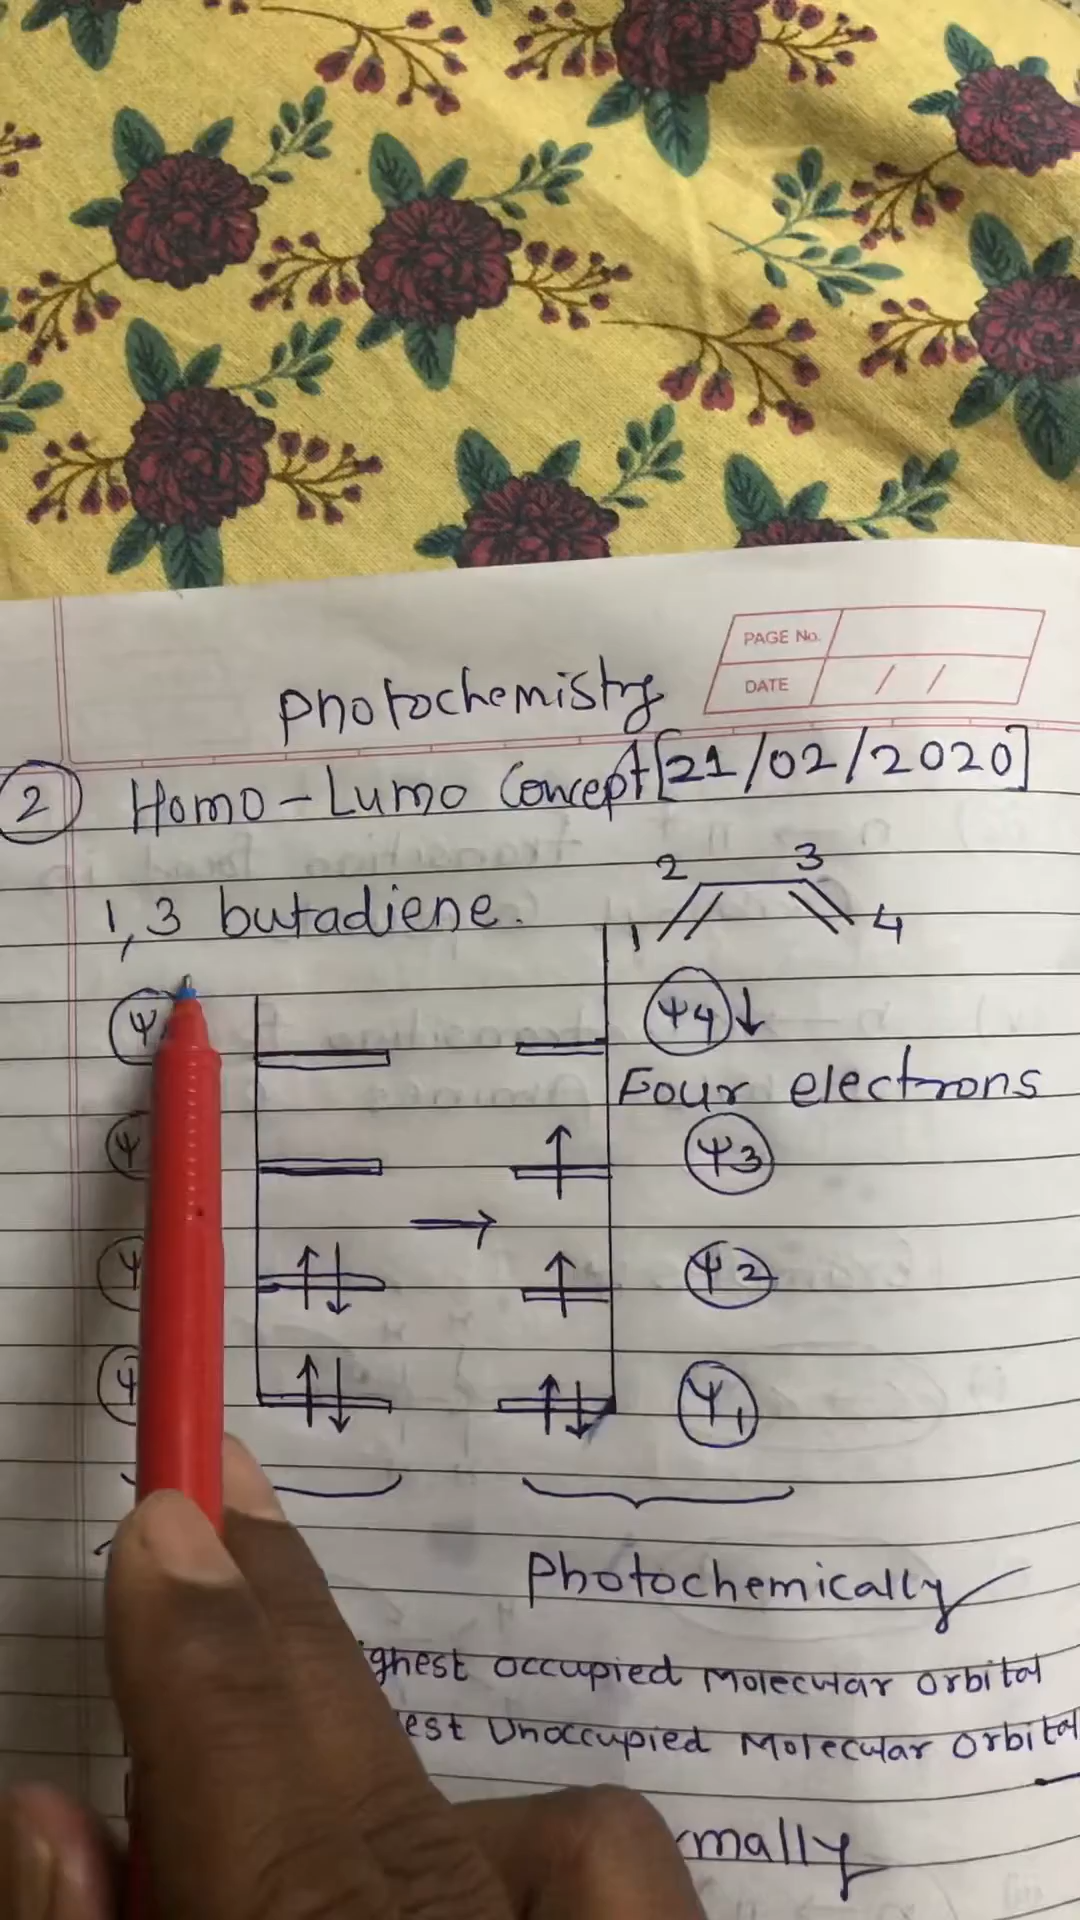 PAGE No.
DATE / /
Photochemistry
2 Homo-Lumo Concept [21/02/2020]
2 3
1,3 butadiene. 1 4
Ψ Ψ4 ↓
Four electrons
Ψ ↑ Ψ3
→
Ψ ↑↓ ↑ Ψ2
Ψ ↑↓ ↑↓ Ψ1
Photochemically
ighest occupied Molecular orbital
est Unoccupied Molecular orbital
mally